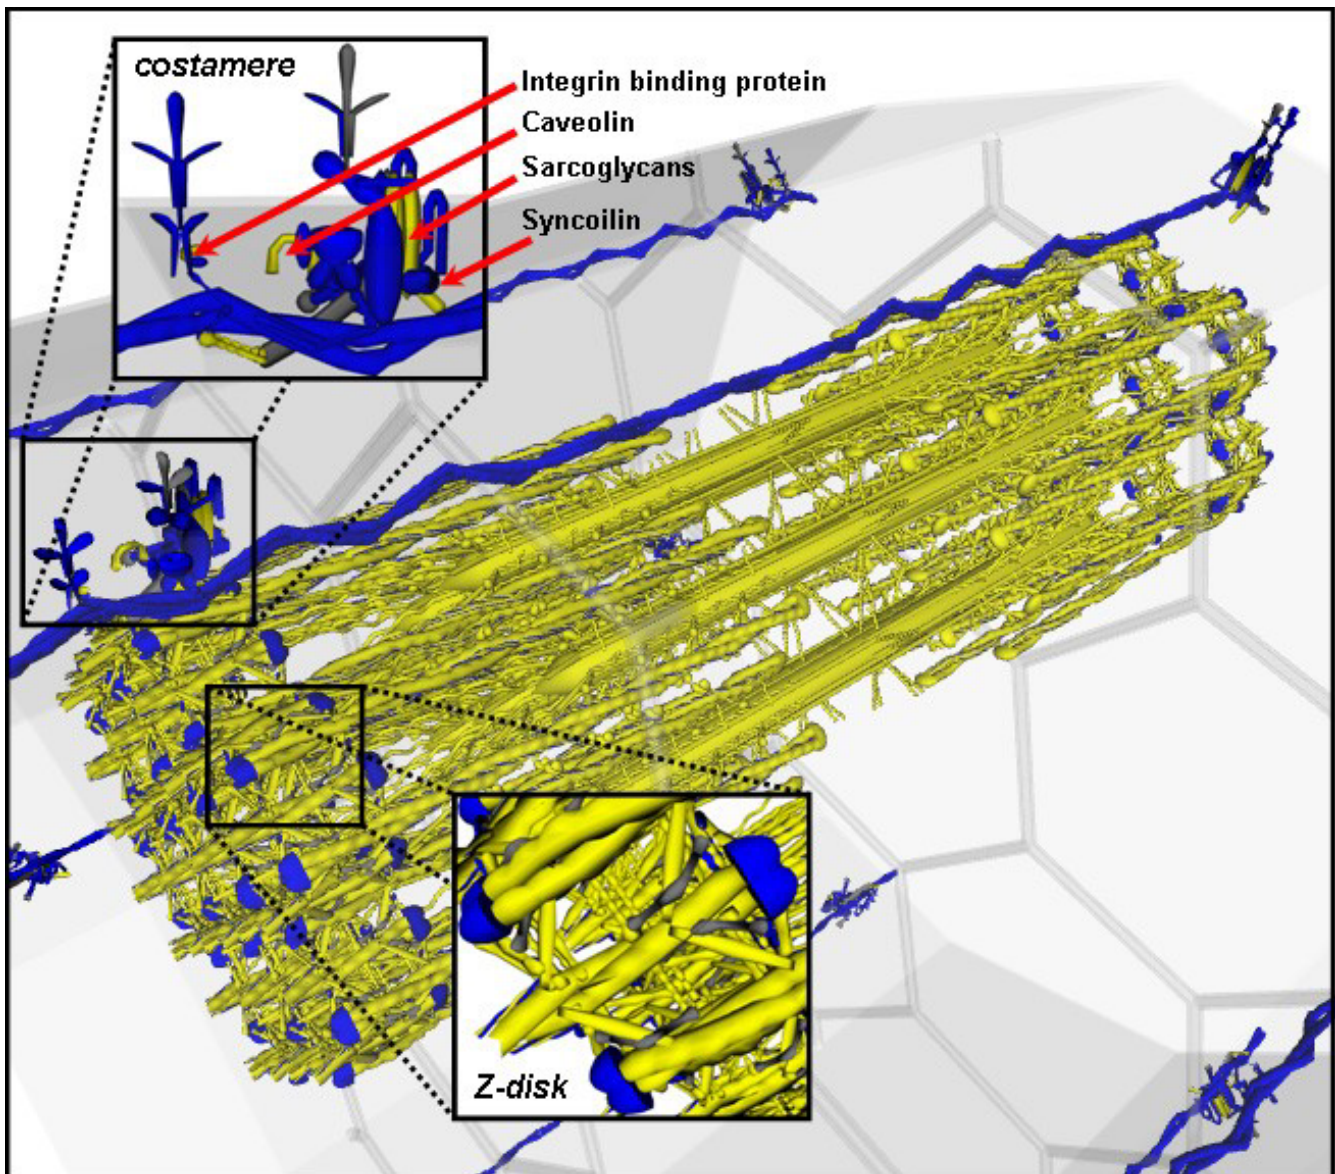 costamere
Integrin binding protein
Caveolin
Sarcoglycans
Syncoilin
Z-disk